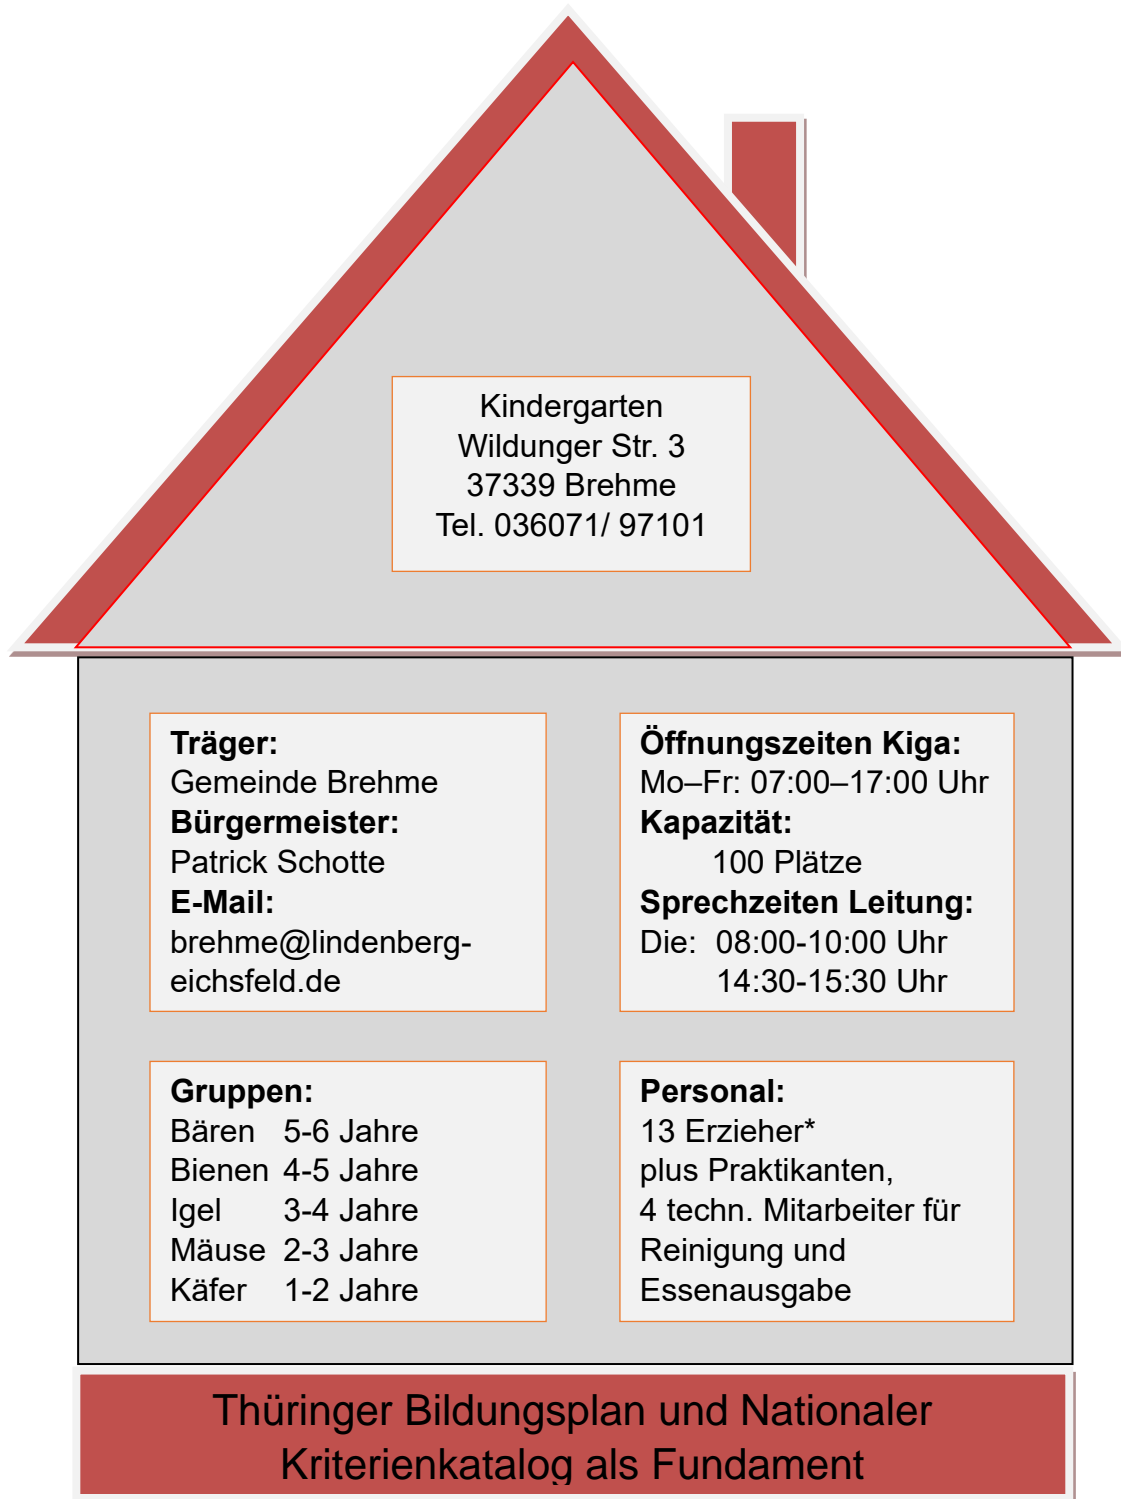 Kindergarten
Wildunger Str. 3
37339 Brehme
Tel. 036071/ 97101
Träger:
Gemeinde Brehme
Bürgermeister:
Patrick Schotte
E-Mail:
brehme@lindenberg-
eichsfeld.de
Öffnungszeiten Kiga:
Mo–Fr: 07:00–17:00 Uhr
Kapazität:
100 Plätze
Sprechzeiten Leitung:
Die: 08:00-10:00 Uhr
14:30-15:30 Uhr
Gruppen:
Bären 5-6 Jahre
Bienen 4-5 Jahre
Igel 3-4 Jahre
Mäuse 2-3 Jahre
Käfer 1-2 Jahre
Personal:
13 Erzieher*
plus Praktikanten,
4 techn. Mitarbeiter für
Reinigung und
Essenausgabe
Thüringer Bildungsplan und Nationaler
Kriterienkatalog als Fundament